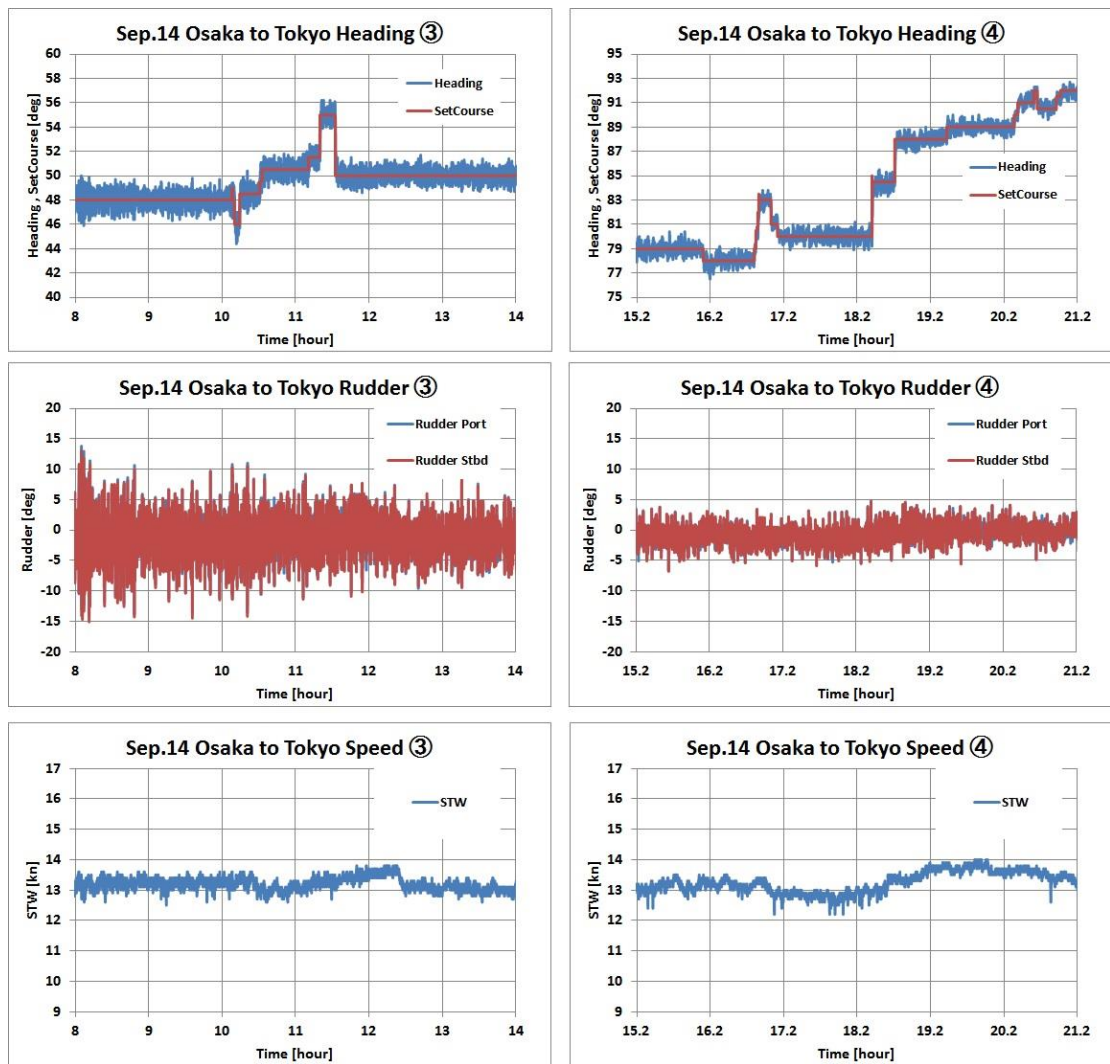 Sep.14 Osaka to Tokyo Heading ③
Heading , SetCourse [deg]
60
58
56
54
52
50
48
46
44
42
40
Heading
SetCourse
8 9 10 11 12 13 14
Time [hour]
Sep.14 Osaka to Tokyo Heading ④
Heading , SetCourse [deg]
95
93
91
89
87
85
83
81
79
77
75
Heading
SetCourse
15.2 16.2 17.2 18.2 19.2 20.2 21.2
Time [hour]
Sep.14 Osaka to Tokyo Rudder ③
Rudder [deg]
20
15
10
5
0
-5
-10
-15
-20
Rudder Port
Rudder Stbd
8 9 10 11 12 13 14
Time [hour]
Sep.14 Osaka to Tokyo Rudder ④
Rudder [deg]
20
15
10
5
0
-5
-10
-15
-20
Rudder Port
Rudder Stbd
15.2 16.2 17.2 18.2 19.2 20.2 21.2
Time [hour]
Sep.14 Osaka to Tokyo Speed ③
STW [kn]
17
16
15
14
13
12
11
10
9
STW
8 9 10 11 12 13 14
Time [hour]
Sep.14 Osaka to Tokyo Speed ④
STW [kn]
17
16
15
14
13
12
11
10
9
STW
15.2 16.2 17.2 18.2 19.2 20.2 21.2
Time [hour]